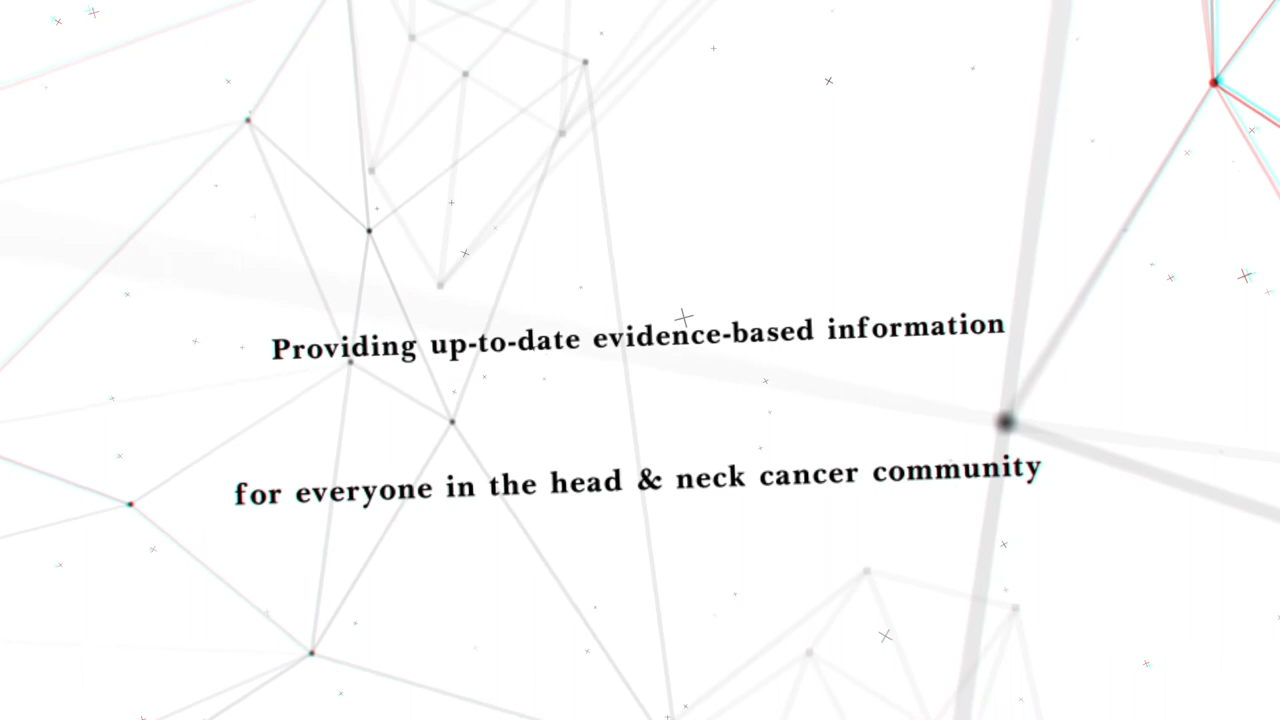 Providing up-to-date evidence-based information
for everyone in the head & neck cancer community